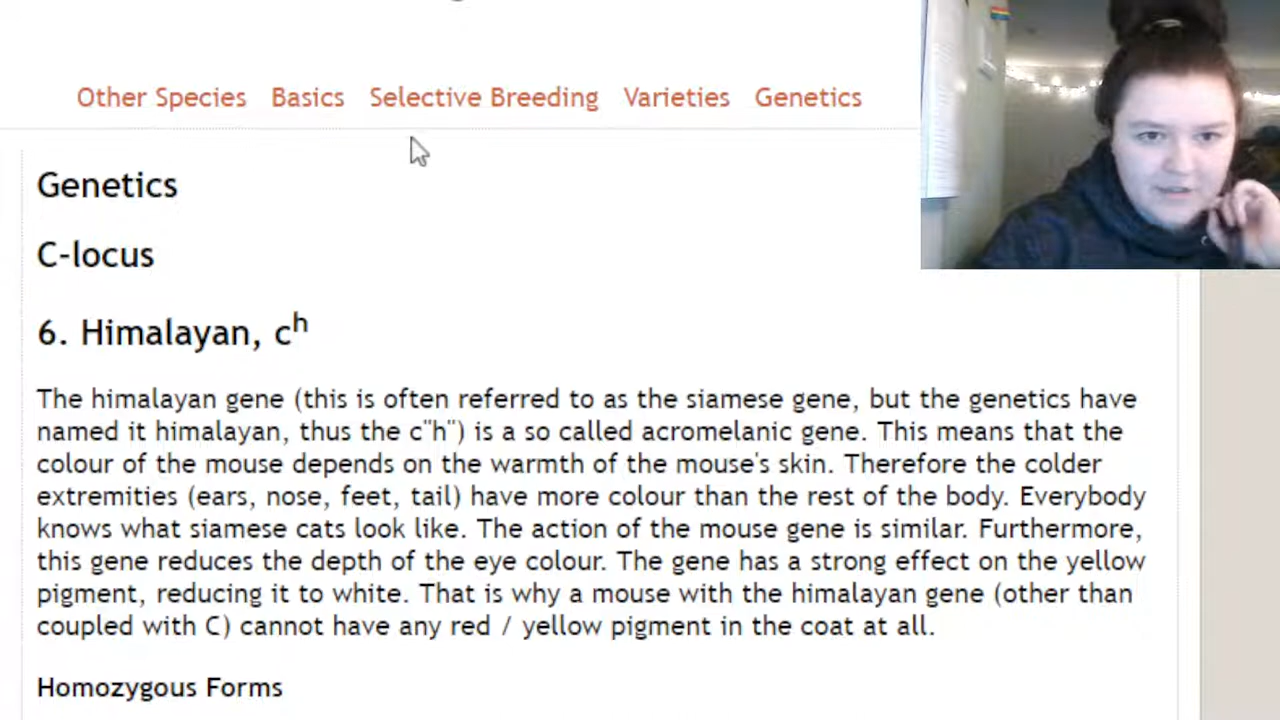 Other Species Basics Selective Breeding Varieties Genetics
Genetics
C-locus
6. Himalayan, cʰ
The himalayan gene (this is often referred to as the siamese gene, but the genetics have
named it himalayan, thus the c"h") is a so called acromelanic gene. This means that the
colour of the mouse depends on the warmth of the mouse's skin. Therefore the colder
extremities (ears, nose, feet, tail) have more colour than the rest of the body. Everybody
knows what siamese cats look like. The action of the mouse gene is similar. Furthermore,
this gene reduces the depth of the eye colour. The gene has a strong effect on the yellow
pigment, reducing it to white. That is why a mouse with the himalayan gene (other than
coupled with C) cannot have any red / yellow pigment in the coat at all.
Homozygous Forms